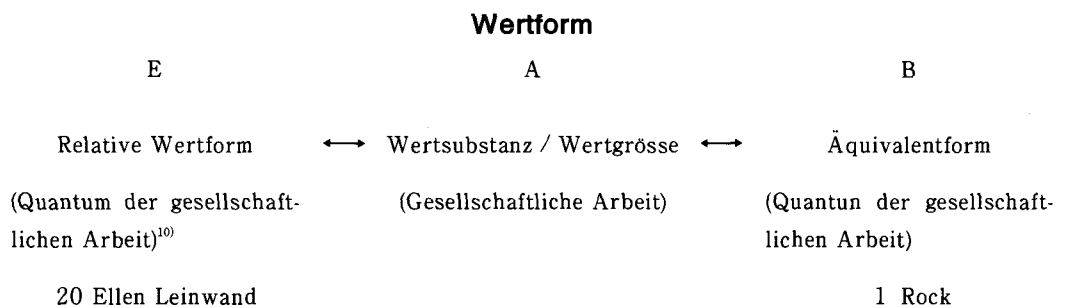 Wertform
E A B
Relative Wertform ⟷ Wertsubstanz / Wertgrösse ⟷ Äquivalentform
(Quantum der gesellschaft- (Gesellschaftliche Arbeit) (Quantun der gesellschaft-
lichen Arbeit)¹⁰⁾ lichen Arbeit)
20 Ellen Leinwand 1 Rock